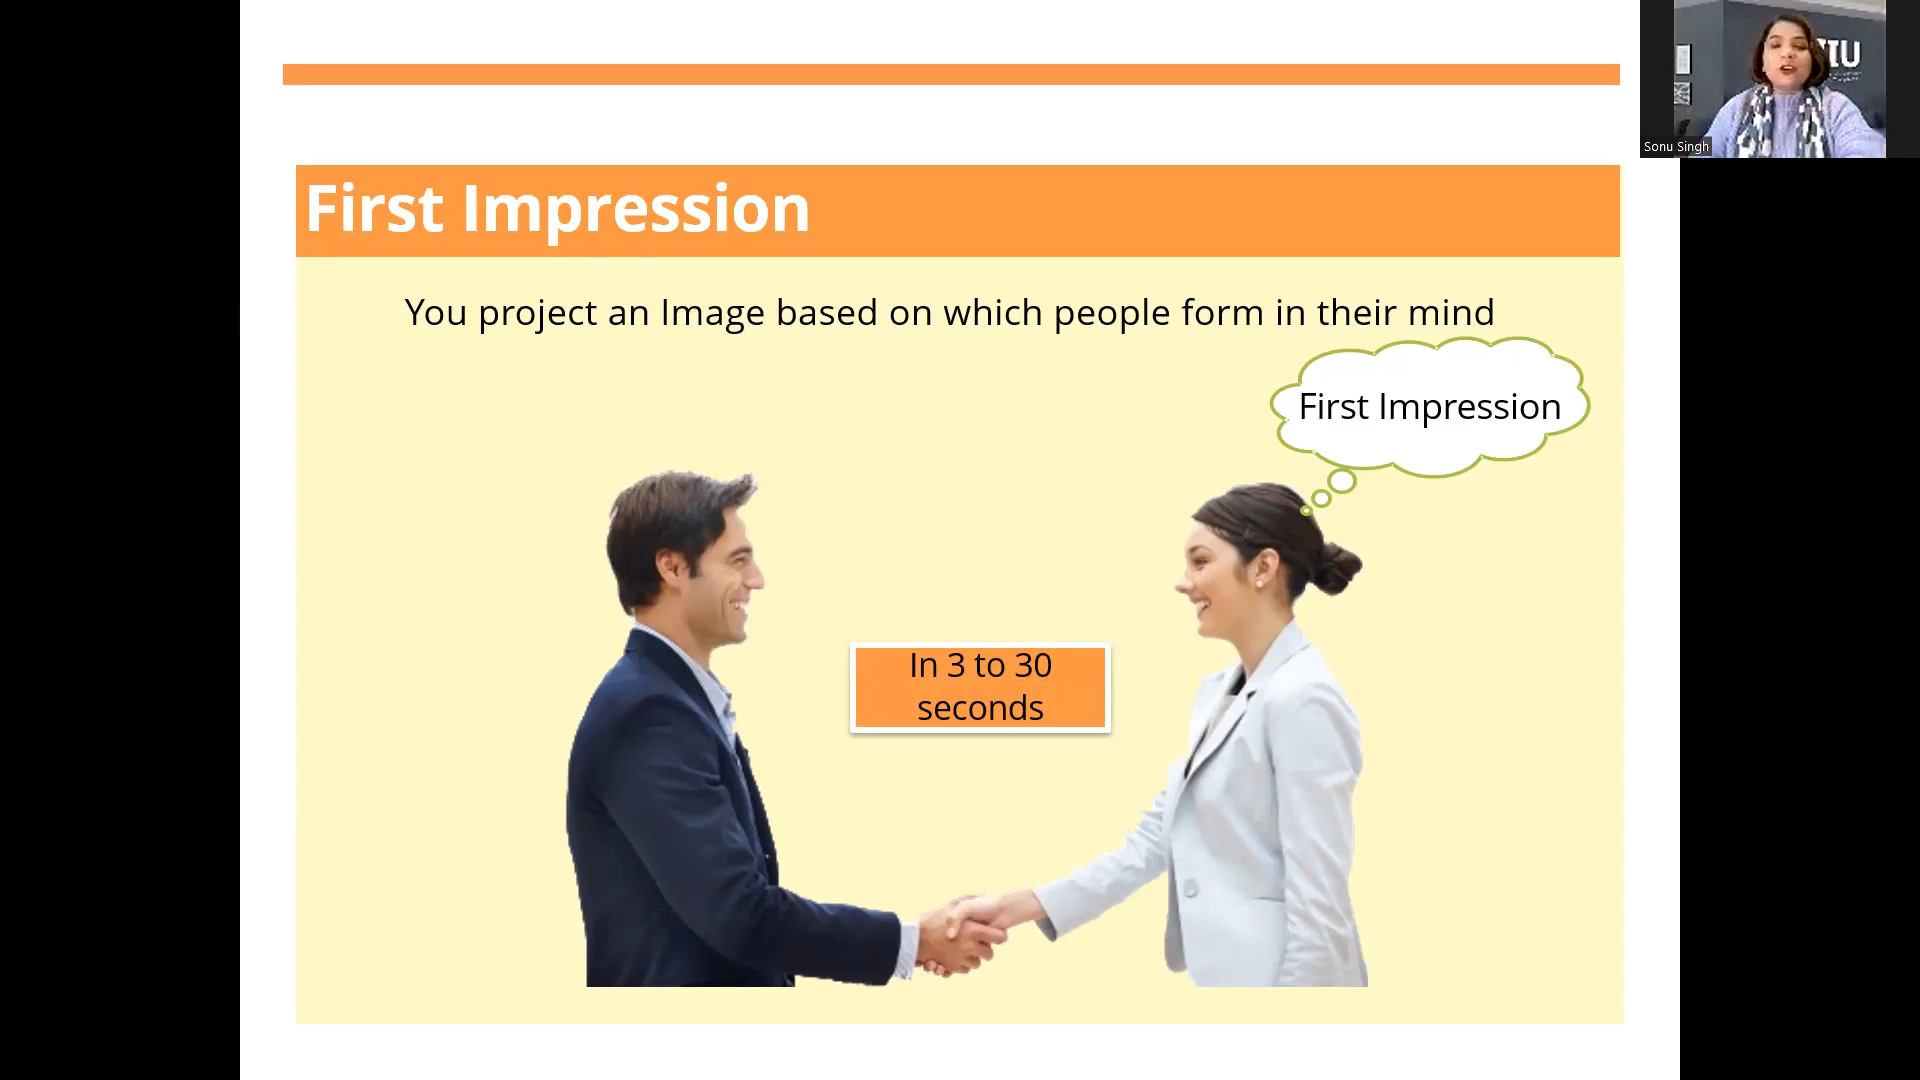 First Impression
You project an Image based on which people form in their mind
First Impression
In 3 to 30
seconds
Sonu Singh